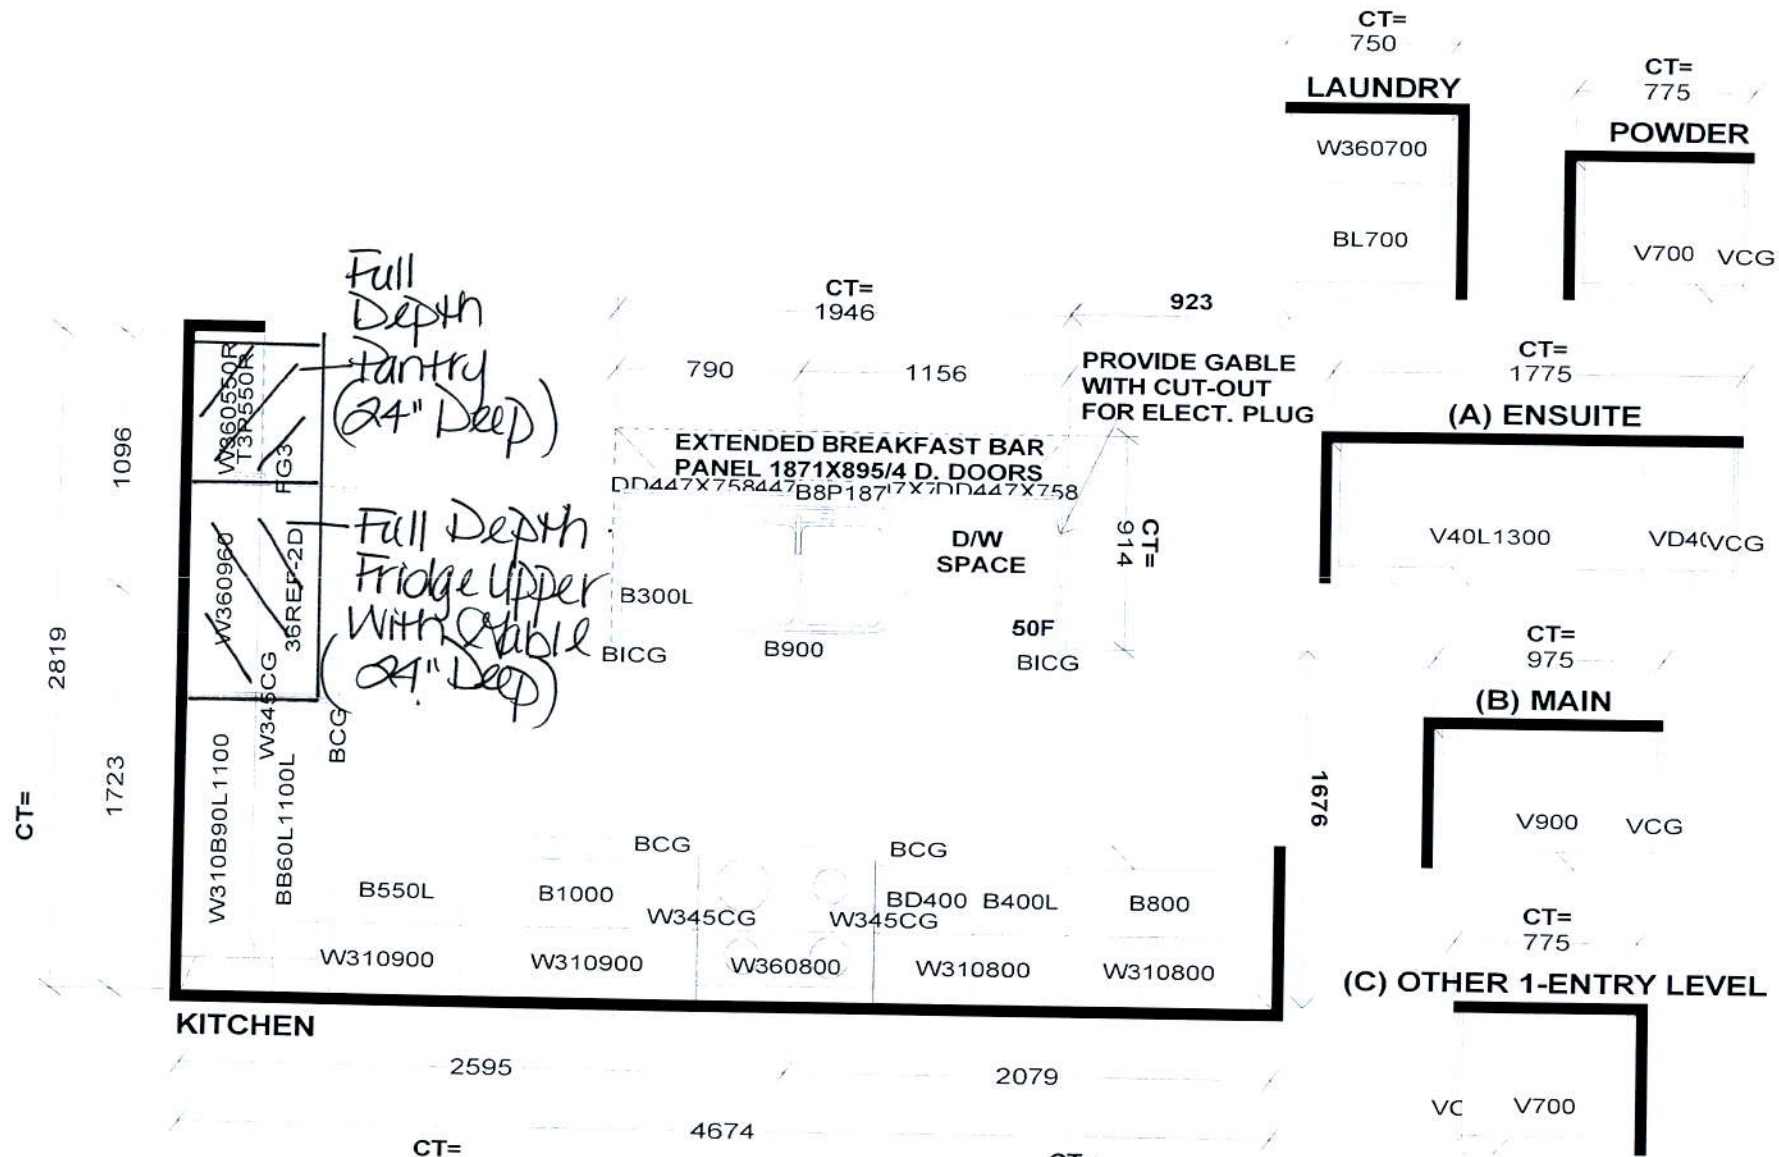 CT=
750
LAUNDRY
W360700
BL700
CT=
775
POWDER
V700 VCG
Full
Depth
Pantry
(24" Deep)
W360550R
T3P550R
FG3
CT=
1946
923
790
1156
PROVIDE GABLE
WITH CUT-OUT
FOR ELECT. PLUG
EXTENDED BREAKFAST BAR
PANEL 1871X895/4 D. DOORS
DD447X758
DD447X758
D/W
SPACE
CT=
914
B300L
50F
BICG
B900
BICG
CT=
1775
(A) ENSUITE
V40L1300
VCG
1096
Full Depth
Fridge Upper
With Gable
(24" Deep)
W360960
36REF-2D
CT=
2819
1723
W345CG
BCG
W310B90L1100
BB60L1100L
CT=
975
(B) MAIN
V900 VCG
1676
BCG
BCG
B550L
B1000
W345CG
W345CG
BD400 B400L
B800
W310900
W310900
W360800
W310800
W310800
KITCHEN
2595
2079
4674
CT=
CT=
775
(C) OTHER 1-ENTRY LEVEL
V700